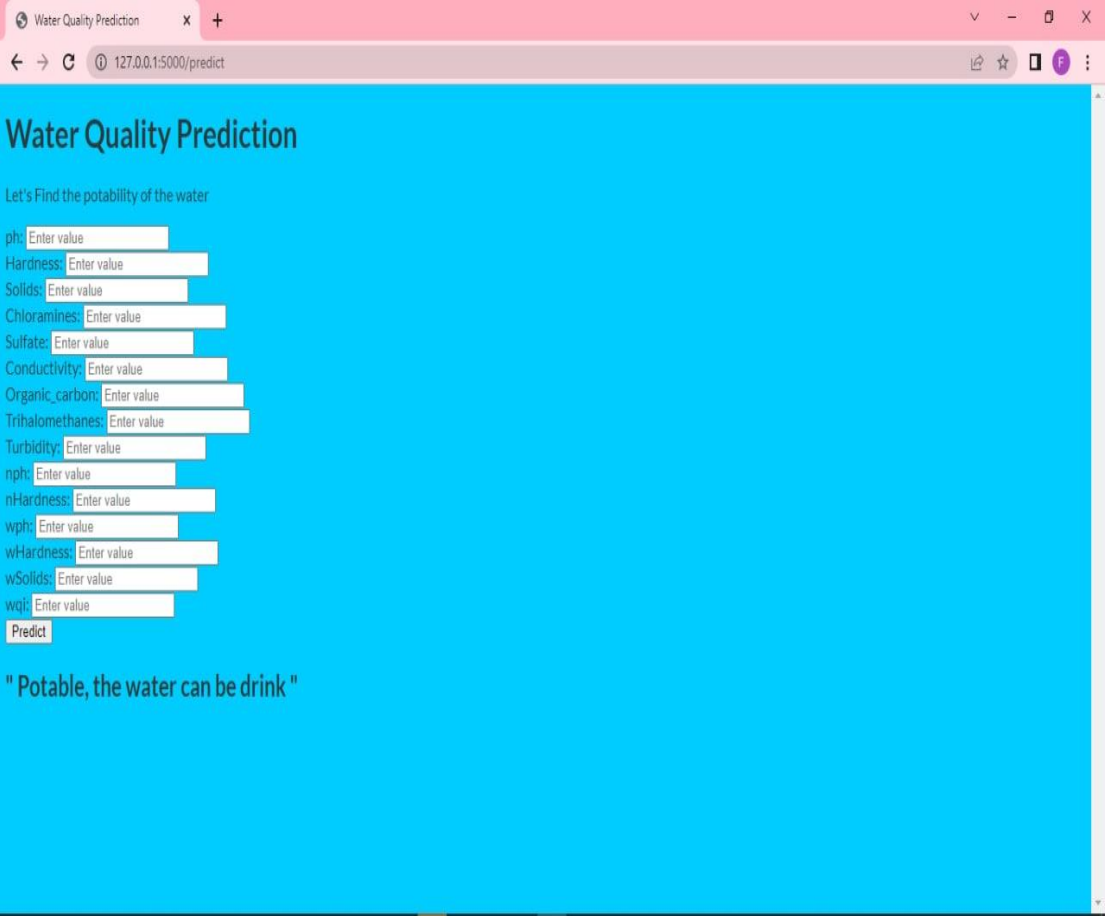 Water Quality Prediction
127.0.0.1:5000/predict
F
Water Quality Prediction
Let's Find the potability of the water
ph: Enter value
Hardness: Enter value
Solids: Enter value
Chloramines: Enter value
Sulfate: Enter value
Conductivity: Enter value
Organic_carbon: Enter value
Trihalomethanes: Enter value
Turbidity: Enter value
nph: Enter value
nHardness: Enter value
wph: Enter value
wHardness: Enter value
wSolids: Enter value
wqi: Enter value
Predict
" Potable, the water can be drink "